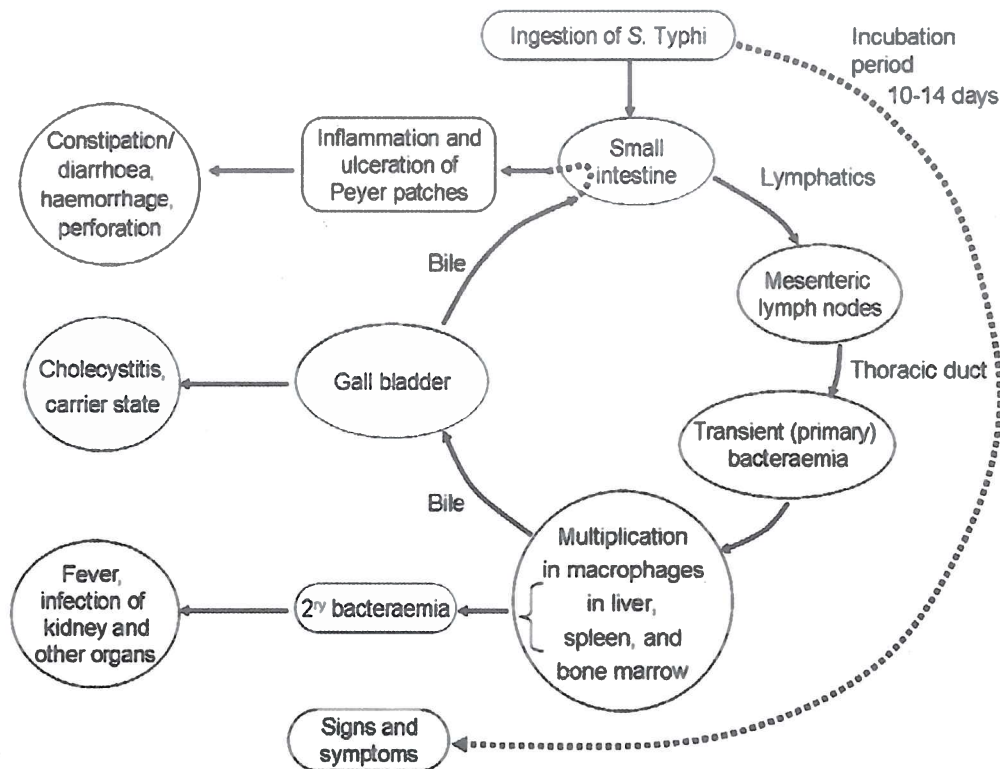 Ingestion of S. Typhi
Incubation
period
10-14 days
Small
intestine
Inflammation and
ulceration of
Peyer patches
Constipation/
diarrhoea,
haemorrhage,
perforation
Lymphatics
Mesenteric
lymph nodes
Bile
Thoracic duct
Gall bladder
Cholecystitis,
carrier state
Transient (primary)
bacteraemia
Bile
Multiplication
in macrophages
in liver,
spleen, and
bone marrow
2ry bacteraemia
Fever,
infection of
kidney and
other organs
Signs and
symptoms